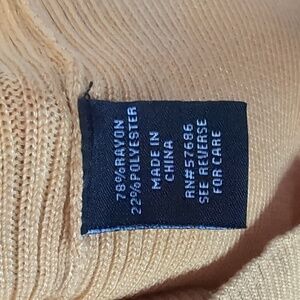 78%RAYON
22%POLYESTER
MADE IN
CHINA
RN#57686
SEE REVERSE
FOR CARE